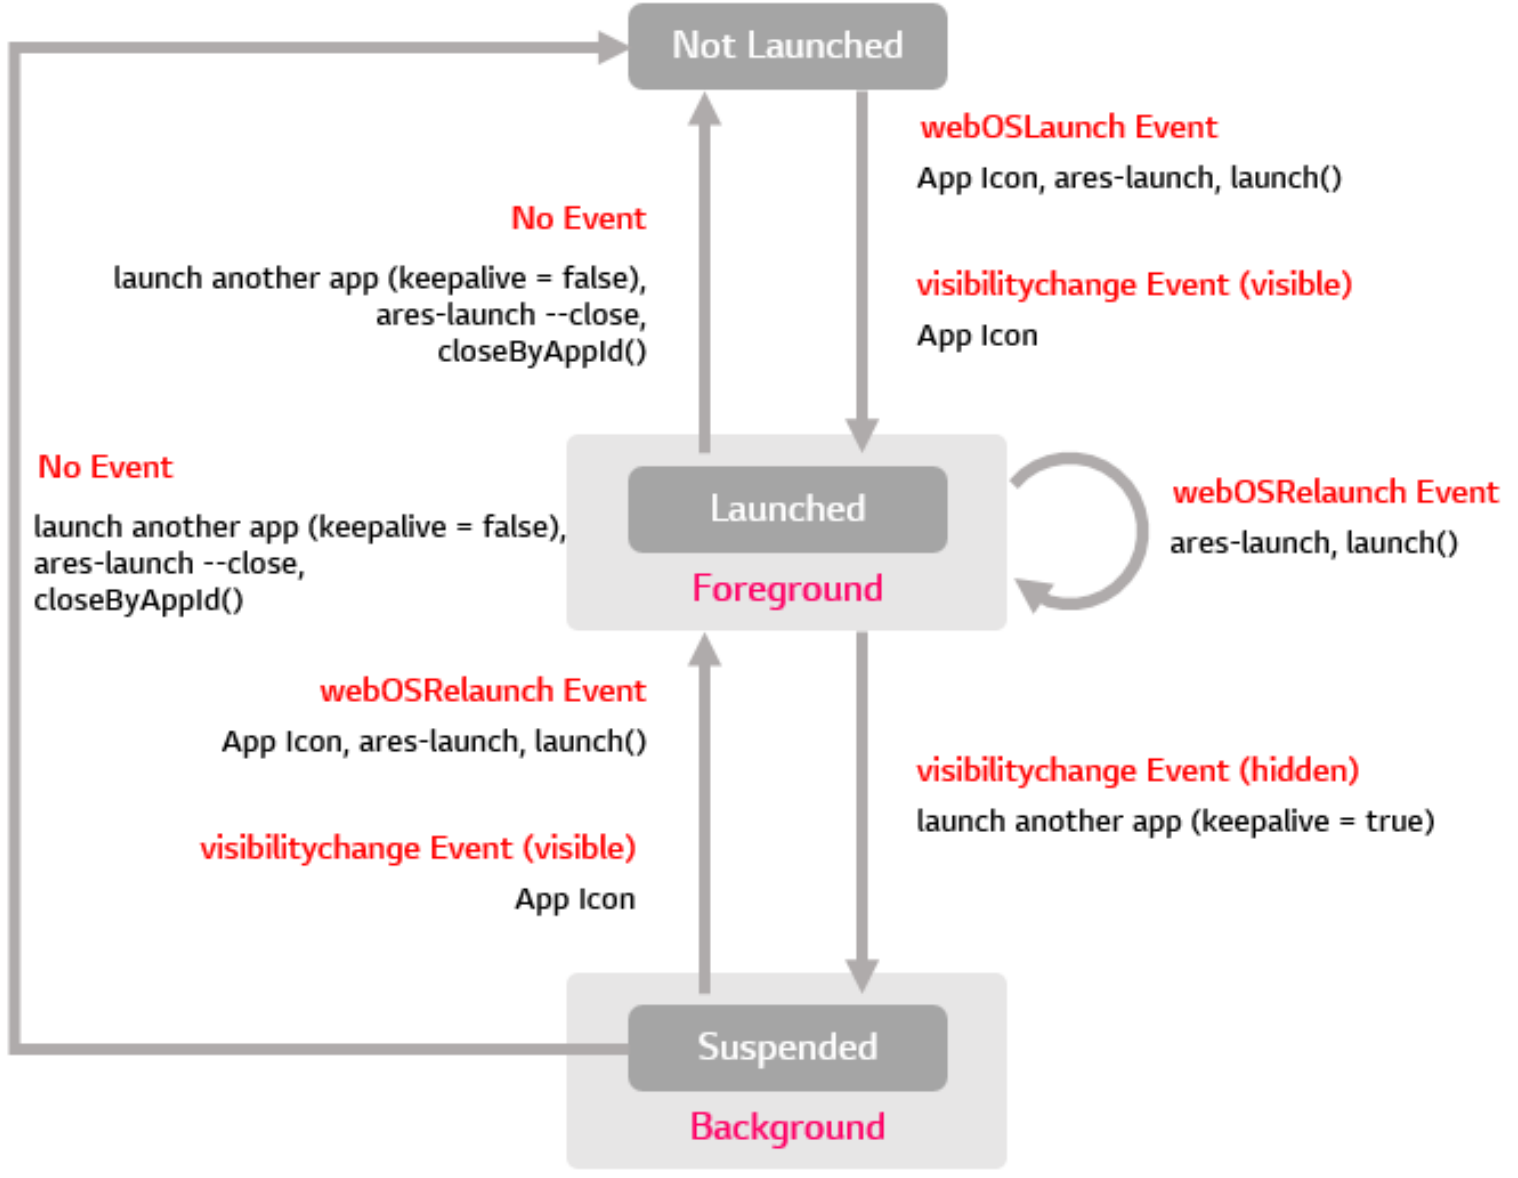 Not Launched
webOSLaunch Event
App Icon, ares-launch, launch()
No Event
launch another app (keepalive = false),
ares-launch --close,
closeByAppId()
visibilitychange Event (visible)
App Icon
No Event
launch another app (keepalive = false),
ares-launch --close,
closeByAppId()
Launched
Foreground
webOSRelaunch Event
ares-launch, launch()
webOSRelaunch Event
App Icon, ares-launch, launch()
visibilitychange Event (visible)
App Icon
visibilitychange Event (hidden)
launch another app (keepalive = true)
Suspended
Background